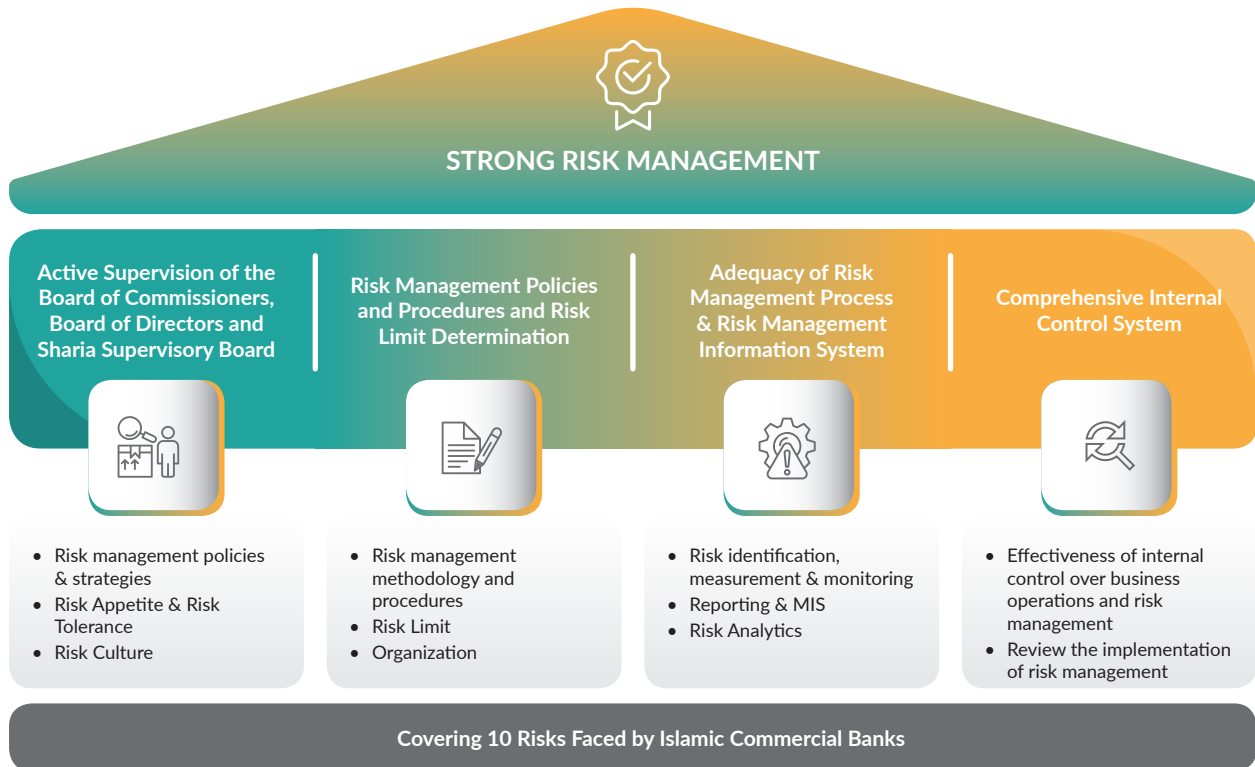 STRONG RISK MANAGEMENT
Active Supervision of the
Board of Commissioners,
Board of Directors and
Sharia Supervisory Board
Risk Management Policies
and Procedures and Risk
Limit Determination
Adequacy of Risk
Management Process
& Risk Management
Information System
Comprehensive Internal
Control System
• Risk management policies
& strategies
• Risk Appetite & Risk
Tolerance
• Risk Culture
• Risk management
methodology and
procedures
• Risk Limit
• Organization
• Risk identification,
measurement & monitoring
• Reporting & MIS
• Risk Analytics
• Effectiveness of internal
control over business
operations and risk
management
• Review the implementation
of risk management
Covering 10 Risks Faced by Islamic Commercial Banks